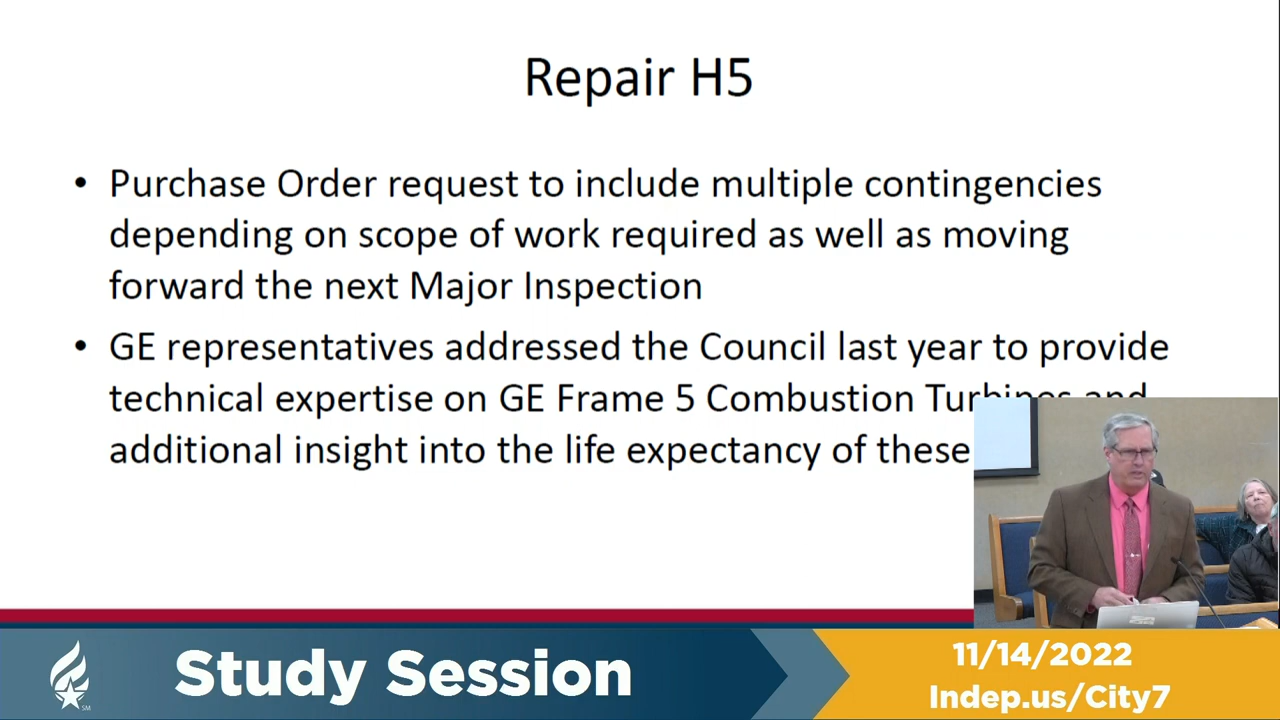 Repair H5
• Purchase Order request to include multiple contingencies
depending on scope of work required as well as moving
forward the next Major Inspection
• GE representatives addressed the Council last year to provide
technical expertise on GE Frame 5 Combustion Turbines and
additional insight into the life expectancy of these
Study Session
SM
11/14/2022
Indep.us/City7